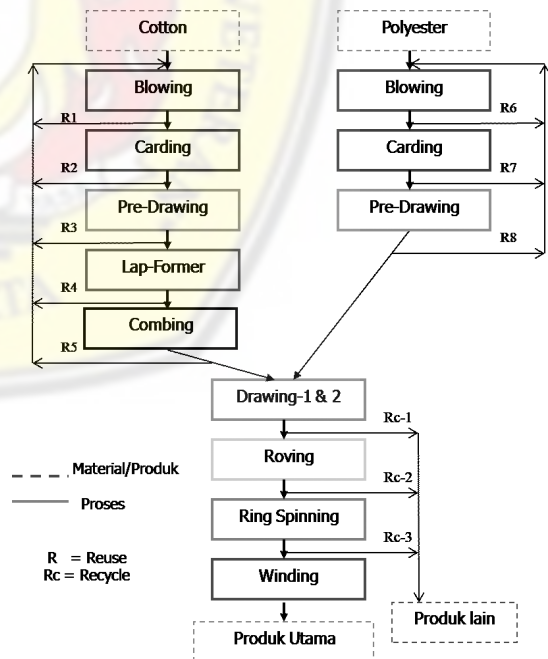 Cotton
Polyester
Blowing
Blowing
R1
R6
Carding
Carding
R2
R7
Pre-Drawing
Pre-Drawing
R3
R8
Lap-Former
R4
Combing
R5
Drawing-1 & 2
Rc-1
Roving
Rc-2
Ring Spinning
Rc-3
Winding
Material/Produk
Proses
R = Reuse
Rc = Recycle
Produk lain
Produk Utama